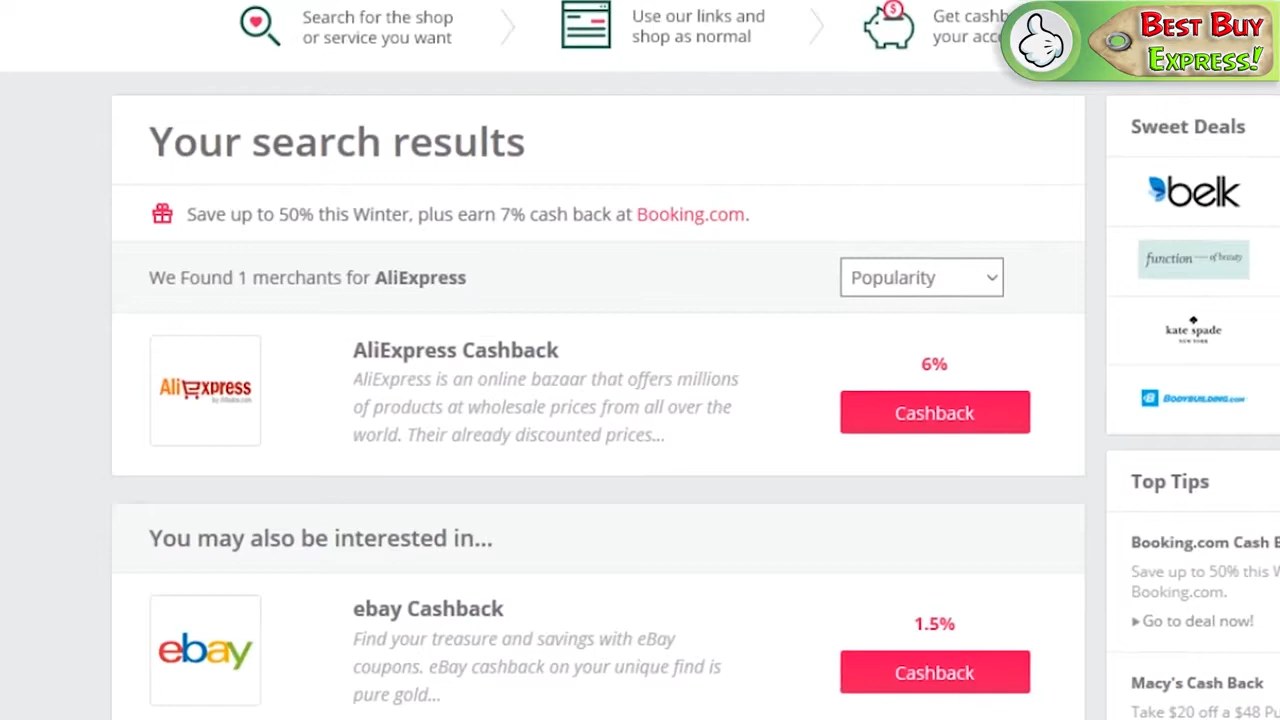 Search for the shop
or service you want
Use our links and
shop as normal
$
Get cashb
your acc
BEST BUY
EXPRESS!
Your search results
Save up to 50% this Winter, plus earn 7% cash back at Booking.com.
We Found 1 merchants for AliExpress
Popularity
AliExpress
by Alibaba.com
AliExpress Cashback
AliExpress is an online bazaar that offers millions
of products at wholesale prices from all over the
world. Their already discounted prices...
6%
Cashback
You may also be interested in...
ebay
ebay Cashback
Find your treasure and savings with eBay
coupons. eBay cashback on your unique find is
pure gold...
1.5%
Cashback
Sweet Deals
belk
function of beauty
kate spade
NEW YORK
B BODYBUILDING.COM
Top Tips
Booking.com Cash B
Save up to 50% this W
Booking.com.
Go to deal now!
Macy's Cash Back
Take $20 off a $48 Pu